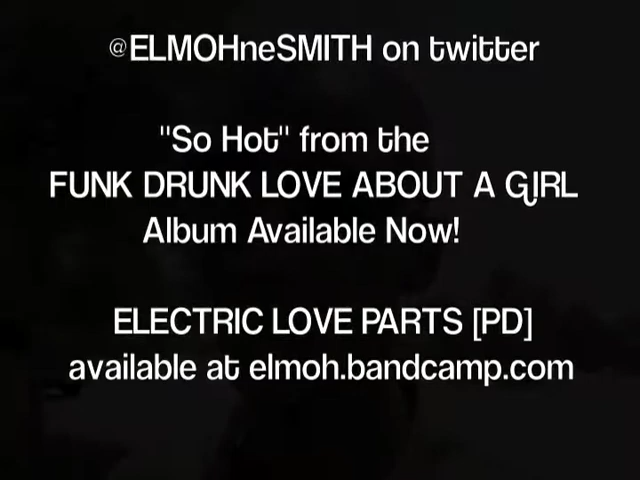 @ELMOHneSMITH on twitter
"So Hot" from the
FUNK DRUNK LOVE ABOUT A GIRL
Album Available Now!
ELECTRIC LOVE PARTS [PD]
available at elmoh.bandcamp.com